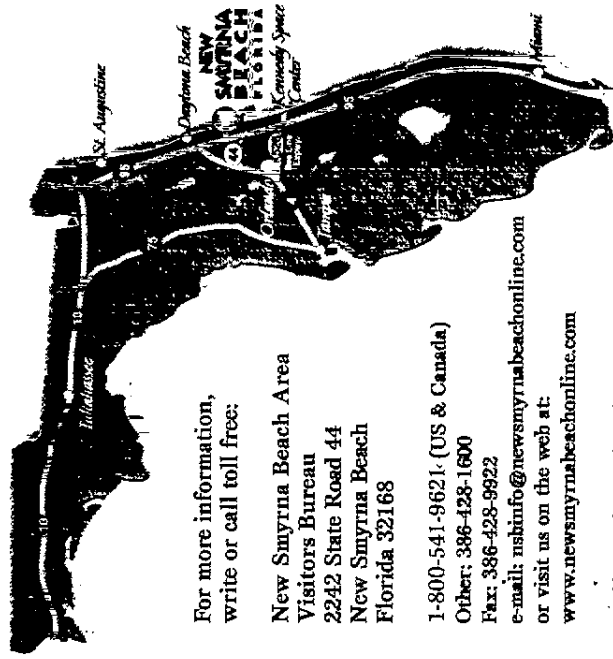 St. Augustine
Daytona Beach
NEW
SMYRNA
BEACH
FLORIDA
Kennedy Space
Center
Miami
Orlando
Tampa
Tallahassee
10
10
75
95
95
44
For more information,
write or call toll free:
New Smyrna Beach Area
Visitors Bureau
2242 State Road 44
New Smyrna Beach
Florida 32168
1-800-541-9621 (US & Canada)
Other: 386-428-1600
Fax: 386-428-9922
e-mail: nsbinfo@newsmyrnabeachonline.com
or visit us on the web at:
www.newsmyrnabeachonline.com